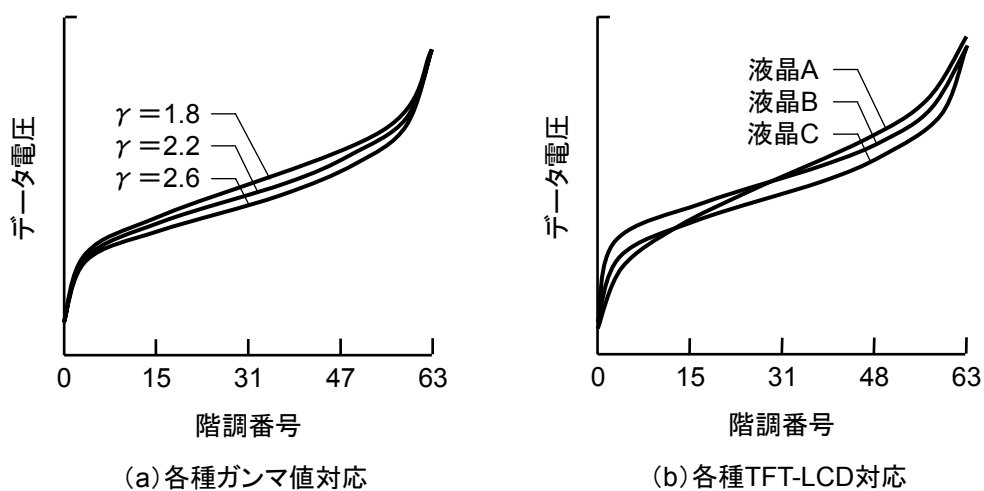 データ電圧
γ＝1.8
γ＝2.2
γ＝2.6
0 15 31 47 63
階調番号
（a）各種ガンマ値対応
データ電圧
液晶A
液晶B
液晶C
0 15 31 48 63
階調番号
（b）各種TFT-LCD対応